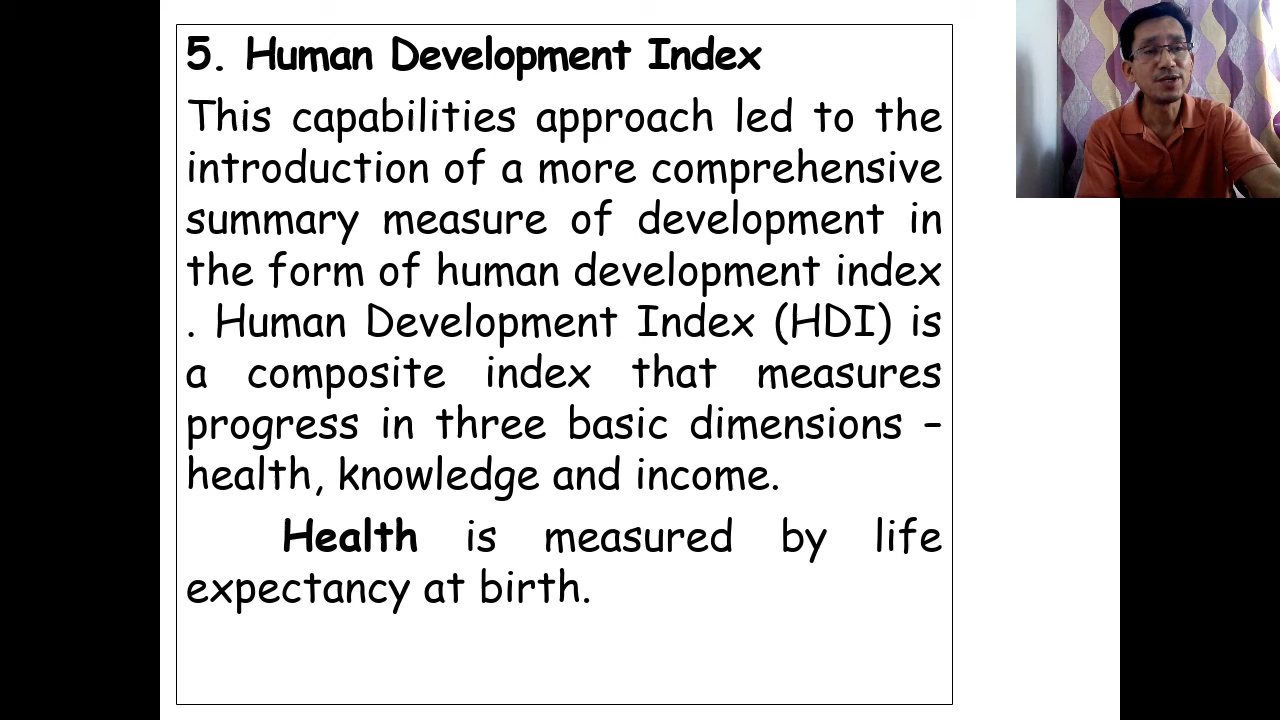 5. Human Development Index
This capabilities approach led to the
introduction of a more comprehensive
summary measure of development in
the form of human development index
. Human Development Index (HDI) is
a composite index that measures
progress in three basic dimensions –
health, knowledge and income.
Health is measured by life
expectancy at birth.